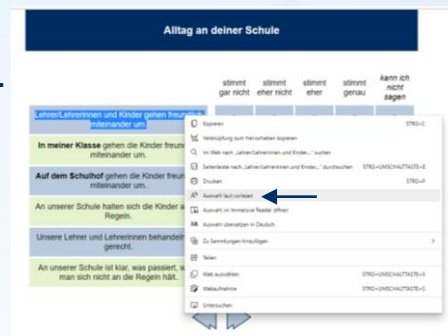 Alltag an deiner Schule
stimmt gar nicht
stimmt eher nicht
stimmt eher
stimmt genau
kann ich nicht sagen
Lehrer/Lehrerinnen und Kinder gehen freundlich
miteinander um.
In meiner Klasse gehen die Kinder freun
miteinander um.
Auf dem Schulhof gehen die Kinder freun
miteinander um.
An unserer Schule halten sich die Kinder a
Regeln.
Unsere Lehrer und Lehrerinnen behandeln
gerecht.
An unserer Schule ist klar, was passiert, w
man sich nicht an die Regeln hält.
Kopieren STRG+C
Verknüpfung zum Hervorheben kopieren
Im Web nach „Lehrer/Lehrerinnen und Kinder..." suchen
Seitenleiste nach „Lehrer/Lehrerinnen und Kinder..." durchsuchen STRG+UMSCHALTTASTE+E
Drucken STRG+P
Auswahl laut vorlesen
Auswahl im Immersive Reader öffnen
Auswahl übersetzen in Deutsch
Zu Sammlungen hinzufügen
Teilen
Web auswählen STRG+UMSCHALTTASTE+X
Webaufnahme STRG+UMSCHALTTASTE+S
Untersuchen